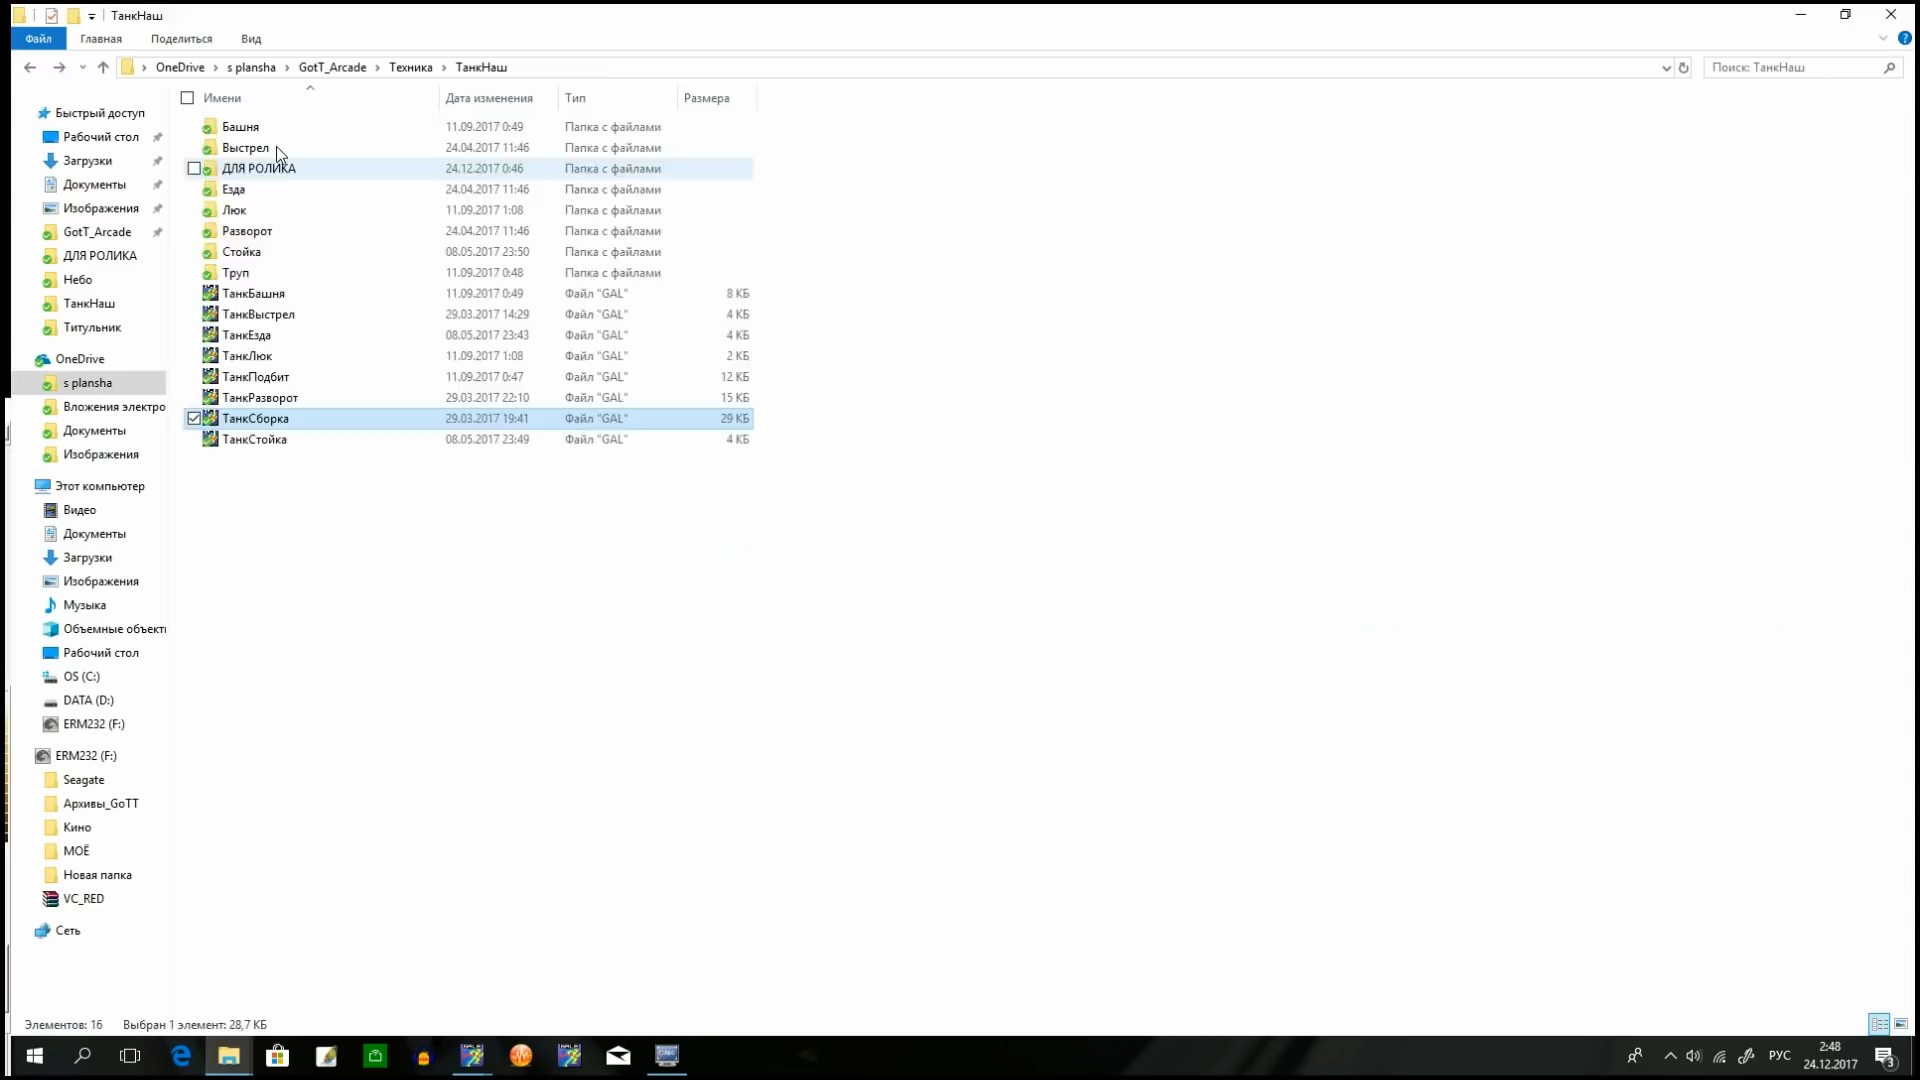 ТанкНаш
Файл Главная Поделиться Вид
OneDrive › s plansha › GotT_Arcade › Техника › ТанкНаш
Поиск: ТанкНаш
Имени Дата изменения Тип Размера
Башня 11.09.2017 0:49 Папка с файлами
Выстрел 24.04.2017 11:46 Папка с файлами
ДЛЯ РОЛИКА 24.12.2017 0:46 Папка с файлами
Езда 24.04.2017 11:46 Папка с файлами
Люк 11.09.2017 1:08 Папка с файлами
Разворот 24.04.2017 11:46 Папка с файлами
Стойка 08.05.2017 23:50 Папка с файлами
Труп 11.09.2017 0:48 Папка с файлами
ТанкБашня 11.09.2017 0:49 Файл "GAL" 8 КБ
ТанкВыстрел 29.03.2017 14:29 Файл "GAL" 4 КБ
ТанкЕзда 08.05.2017 23:43 Файл "GAL" 4 КБ
ТанкЛюк 11.09.2017 1:08 Файл "GAL" 2 КБ
ТанкПодбит 11.09.2017 0:47 Файл "GAL" 12 КБ
ТанкРазворот 29.03.2017 22:10 Файл "GAL" 15 КБ
ТанкСборка 29.03.2017 19:41 Файл "GAL" 29 КБ
ТанкСтойка 08.05.2017 23:49 Файл "GAL" 4 КБ
Быстрый доступ
Рабочий стол
Загрузки
Документы
Изображения
GotT_Arcade
ДЛЯ РОЛИКА
Небо
ТанкНаш
Титульник
OneDrive
s plansha
Вложения электро
Документы
Изображения
Этот компьютер
Видео
Документы
Загрузки
Изображения
Музыка
Объемные объект
Рабочий стол
OS (C:)
DATA (D:)
ERM232 (F:)
ERM232 (F:)
Seagate
Архивы_GoTT
Кино
МОЁ
Новая папка
VC_RED
Сеть
Элементов: 16 Выбран 1 элемент: 28,7 КБ
РУС
2:48
24.12.2017
3